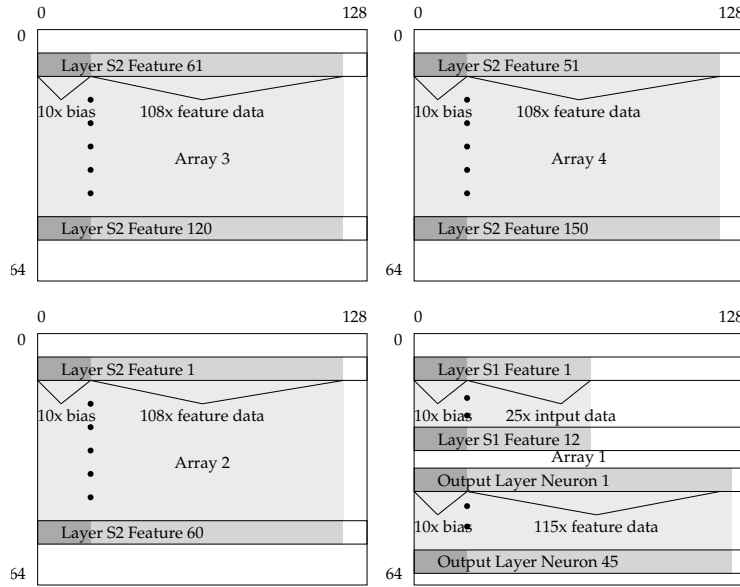 0 128
0
Layer S2 Feature 61
10x bias 108x feature data
Array 3
Layer S2 Feature 120
64
0 128
0
Layer S2 Feature 51
10x bias 108x feature data
Array 4
Layer S2 Feature 150
64
0 128
0
Layer S2 Feature 1
10x bias 108x feature data
Array 2
Layer S2 Feature 60
64
0 128
0
Layer S1 Feature 1
10x bias 25x intput data
Layer S1 Feature 12
Array 1
Output Layer Neuron 1
10x bias 115x feature data
Output Layer Neuron 45
64